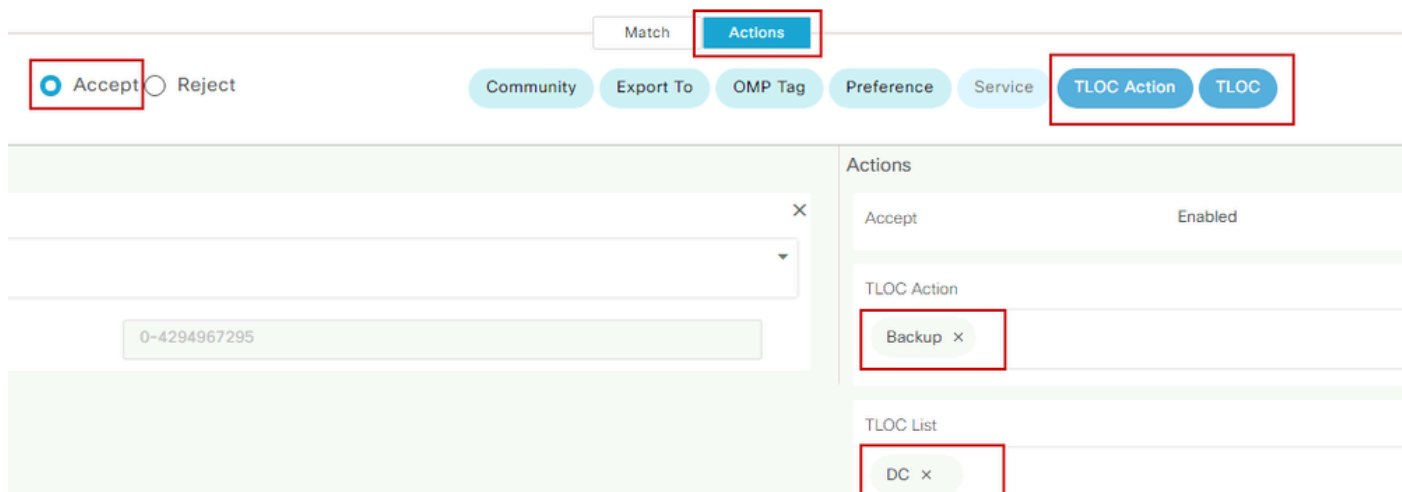 Match Actions
Accept Reject Community Export To OMP Tag Preference Service TLOC Action TLOC
Actions
Accept Enabled
TLOC Action
0-4294967295
Backup ×
TLOC List
DC ×